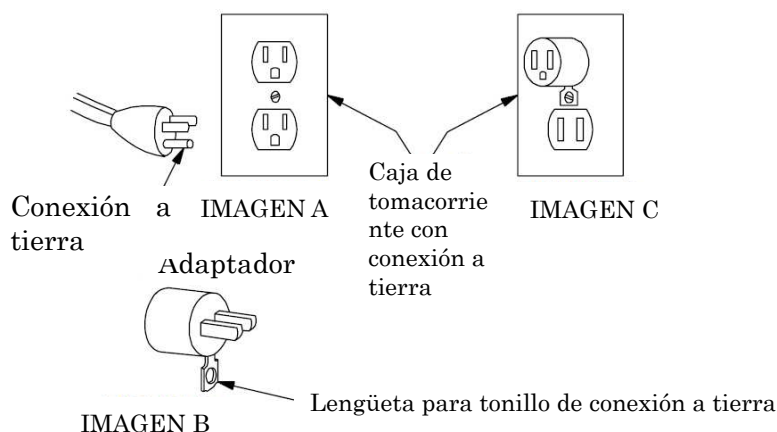 Conexión a
tierra
IMAGEN A
Caja de
tomacorrie
nte con
conexión a
tierra
IMAGEN C
Adaptador
IMAGEN B
Lengüeta para tonillo de conexión a tierra